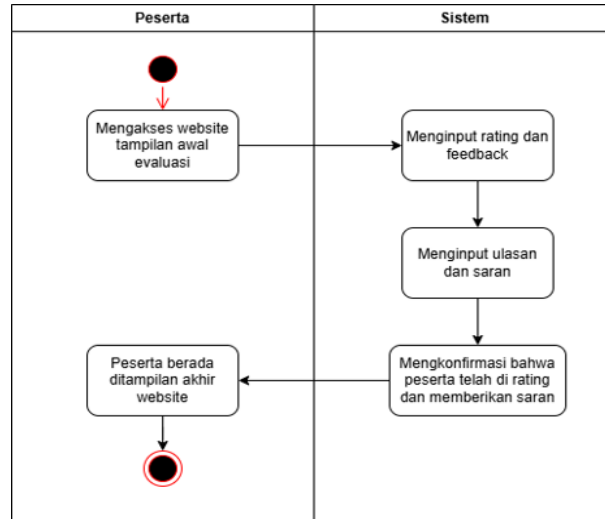 Peserta
Sistem
Mengakses website
tampilan awal
evaluasi
Menginput rating dan
feedback
Menginput ulasan
dan saran
Mengkonfirmasi bahwa
peserta telah di rating
dan memberikan saran
Peserta berada
ditampilan akhir
website